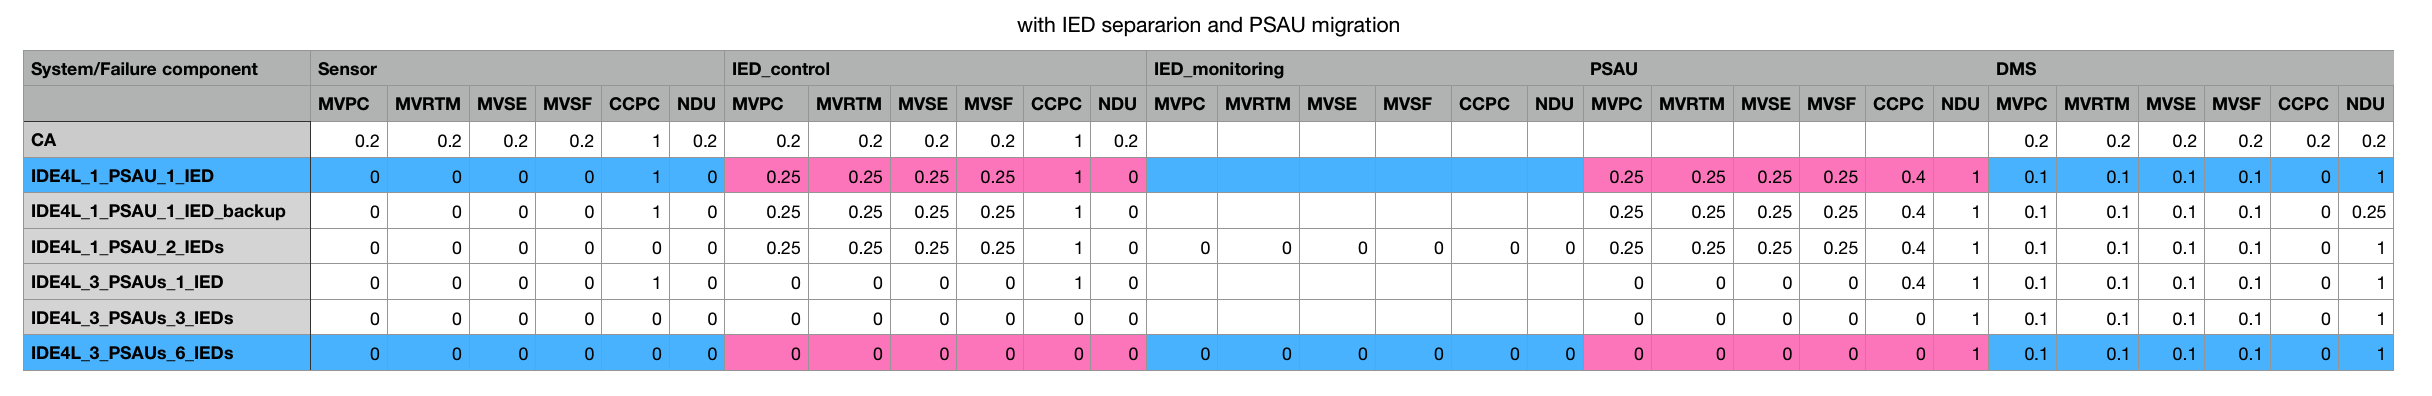 with IED separarion and PSAU migration
System/Failure component Sensor IED_control IED_monitoring PSAU DMS
MVPC MVRTM MVSE MVSF CCPC NDU MVPC MVRTM MVSE MVSF CCPC NDU MVPC MVRTM MVSE MVSF CCPC NDU MVPC MVRTM MVSE MVSF CCPC NDU MVPC MVRTM MVSE MVSF CCPC NDU
CA 0.2 0.2 0.2 0.2 1 0.2 0.2 0.2 0.2 0.2 1 0.2 0.2 0.2 0.2 0.2 0.2 0.2
IDE4L_1_PSAU_1_IED 0 0 0 0 1 0 0.25 0.25 0.25 0.25 1 0 0.25 0.25 0.25 0.25 0.4 1 0.1 0.1 0.1 0.1 0 1
IDE4L_1_PSAU_1_IED_backup 0 0 0 0 1 0 0.25 0.25 0.25 0.25 1 0 0.25 0.25 0.25 0.25 0.4 1 0.1 0.1 0.1 0.1 0 0.25
IDE4L_1_PSAU_2_IEDs 0 0 0 0 0 0 0.25 0.25 0.25 0.25 1 0 0 0 0 0 0 0 0.25 0.25 0.25 0.25 0.4 1 0.1 0.1 0.1 0.1 0 1
IDE4L_3_PSAUs_1_IED 0 0 0 0 1 0 0 0 0 0 1 0 0 0 0 0 0.4 1 0.1 0.1 0.1 0.1 0 1
IDE4L_3_PSAUs_3_IEDs 0 0 0 0 0 0 0 0 0 0 0 0 0 0 0 0 0 1 0.1 0.1 0.1 0.1 0 1
IDE4L_3_PSAUs_6_IEDs 0 0 0 0 0 0 0 0 0 0 0 0 0 0 0 0 0 0 0 0 0 0 0 1 0.1 0.1 0.1 0.1 0 1